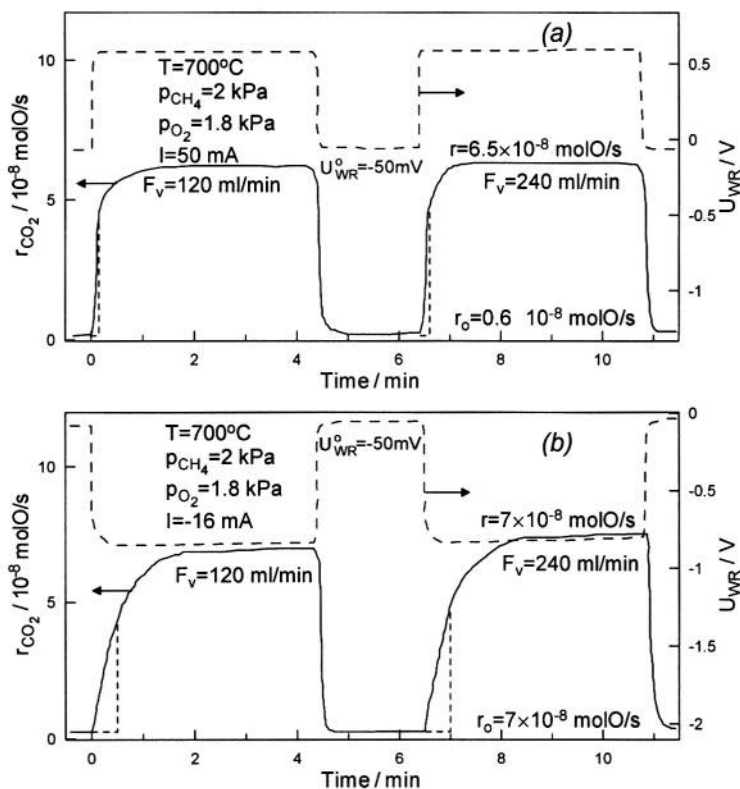 (a)
10
5
0
r_CO₂ / 10⁻⁸ molO/s
T=700ºC
p_CH₄=2 kPa
p_O₂=1.8 kPa
I=50 mA
F_v=120 ml/min
U°_WR=-50mV
r=6.5×10⁻⁸ molO/s
F_v=240 ml/min
r_o=0.6 10⁻⁸ molO/s
0.5
0
-0.5
-1
U_WR / V
0 2 4 6 8 10
Time / min
(b)
10
5
0
r_CO₂ / 10⁻⁸ molO/s
T=700ºC
p_CH₄=2 kPa
p_O₂=1.8 kPa
I=-16 mA
F_v=120 ml/min
U°_WR=-50mV
r=7×10⁻⁸ molO/s
F_v=240 ml/min
r_o=7×10⁻⁸ molO/s
0
-0.5
-1
-1.5
-2
U_WR / V
0 2 4 6 8 10
Time / min